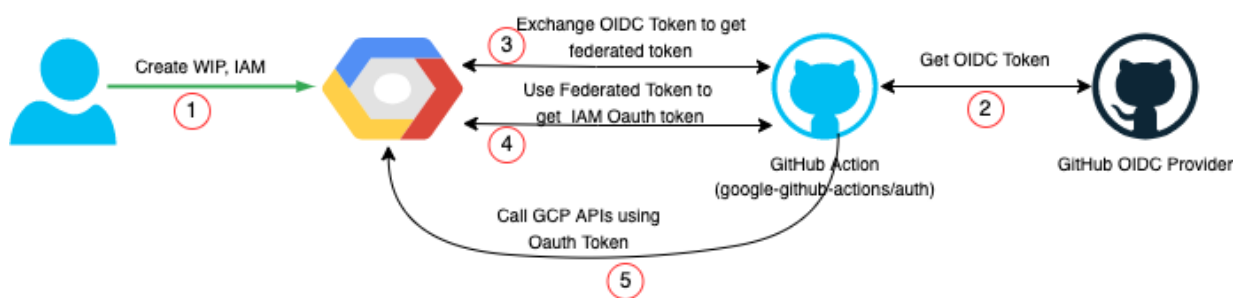 Create WIP, IAM
1
Exchange OIDC Token to get
federated token
3
Use Federated Token to
get IAM Oauth token
4
Get OIDC Token
2
GitHub Action
(google-github-actions/auth)
GitHub OIDC Provider
Call GCP APIs using
Oauth Token
5